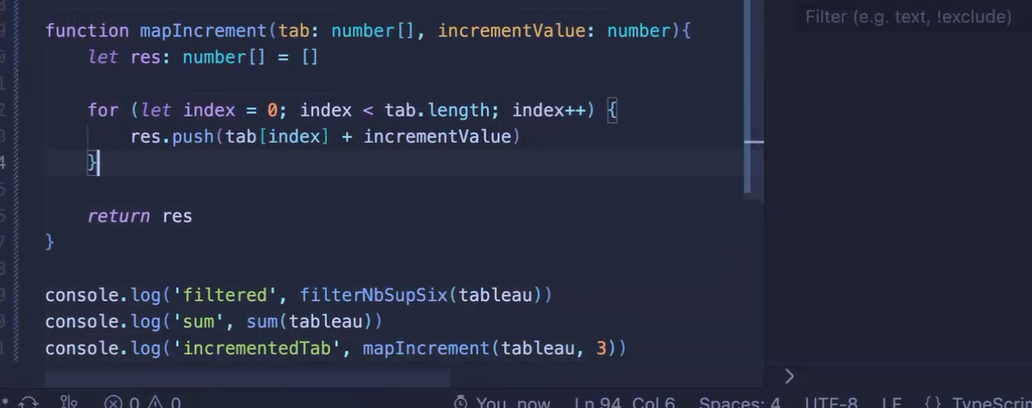 Filter (e.g. text, !exclude)
function mapIncrement(tab: number[], incrementValue: number){
let res: number[] = []
for (let index = 0; index < tab.length; index++) {
res.push(tab[index] + incrementValue)
}
return res
}
console.log('filtered', filterNbSupSix(tableau))
console.log('sum', sum(tableau))
console.log('incrementedTab', mapIncrement(tableau, 3))
0 0 You, now Ln 94, Col 6 Spaces: 4 UTF-8 LF {} TypeScrip